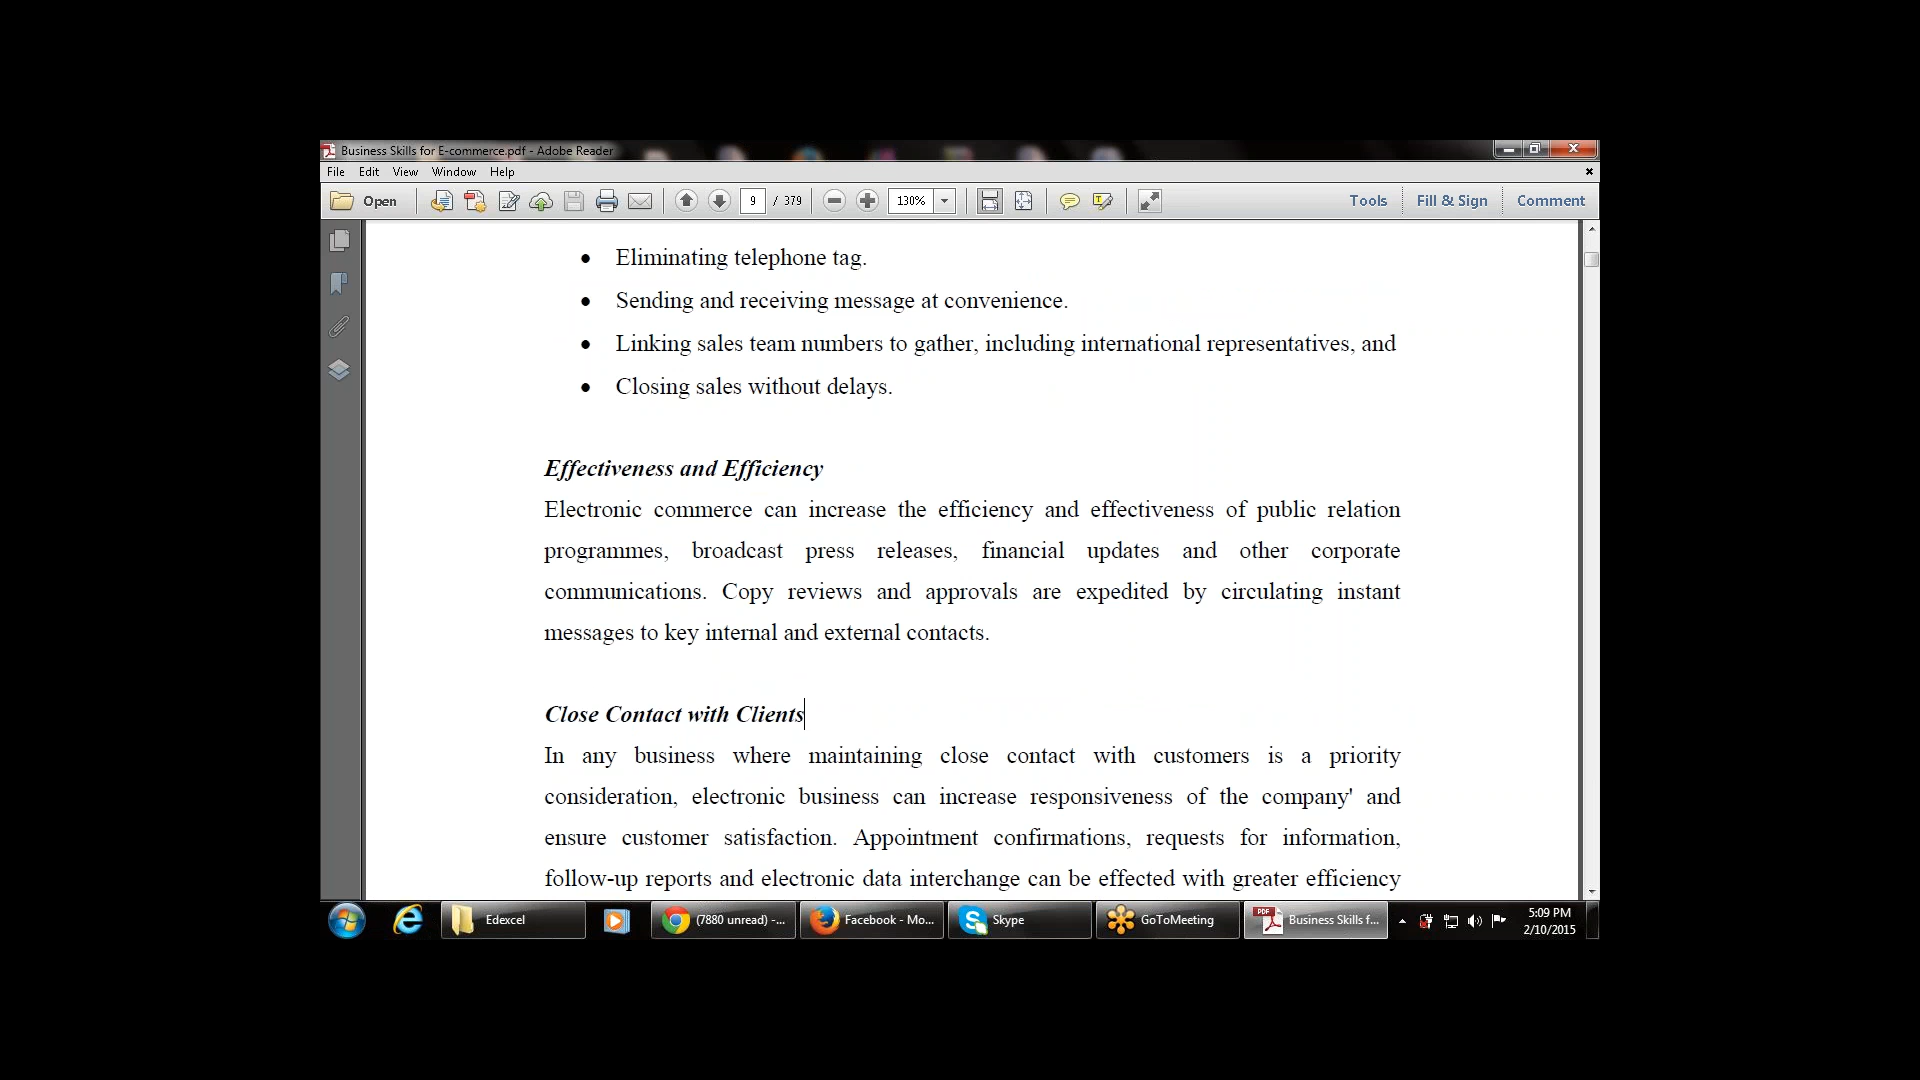 Business Skills for E-commerce.pdf - Adobe Reader
File Edit View Window Help
Open 9 / 379 130% Tools Fill & Sign Comment
• Eliminating telephone tag.
• Sending and receiving message at convenience.
• Linking sales team numbers to gather, including international representatives, and
• Closing sales without delays.
Effectiveness and Efficiency
Electronic commerce can increase the efficiency and effectiveness of public relation
programmes, broadcast press releases, financial updates and other corporate
communications. Copy reviews and approvals are expedited by circulating instant
messages to key internal and external contacts.
Close Contact with Clients
In any business where maintaining close contact with customers is a priority
consideration, electronic business can increase responsiveness of the company' and
ensure customer satisfaction. Appointment confirmations, requests for information,
follow-up reports and electronic data interchange can be effected with greater efficiency
Edexcel (7880 unread) -... Facebook - Mo... Skype GoToMeeting Business Skills f... 5:09 PM
2/10/2015